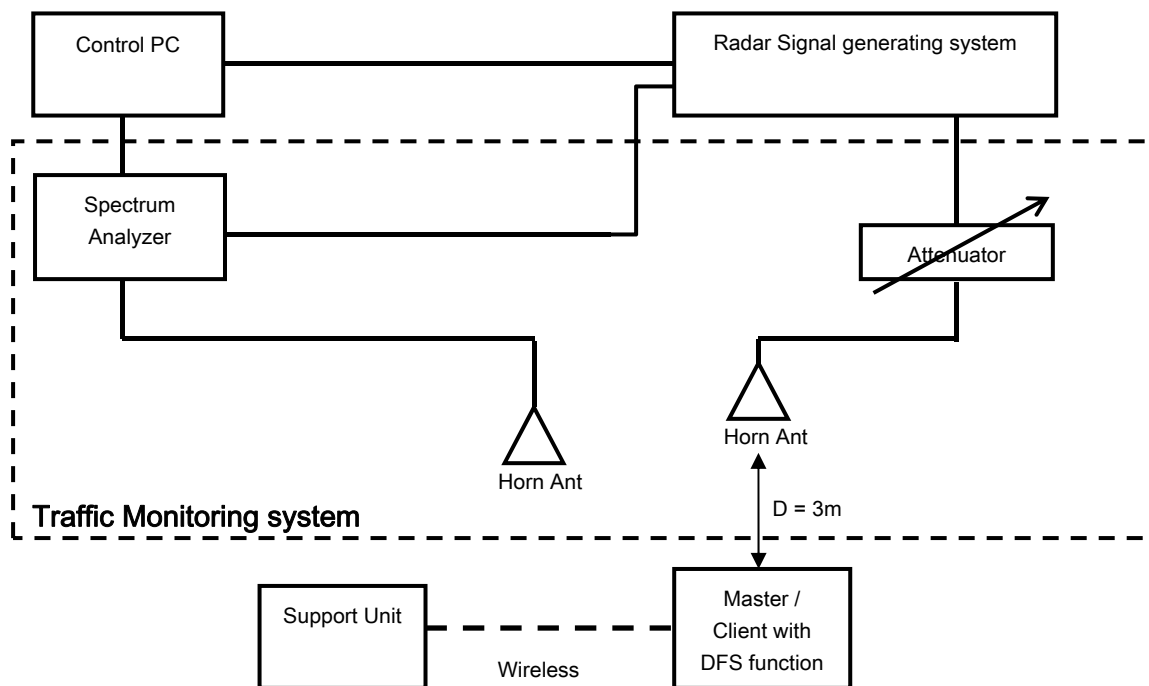 Control PC
Radar Signal generating system
Spectrum
Analyzer
Attenuator
Horn Ant
Horn Ant
D = 3m
Traffic Monitoring system
Support Unit
Wireless
Master /
Client with
DFS function